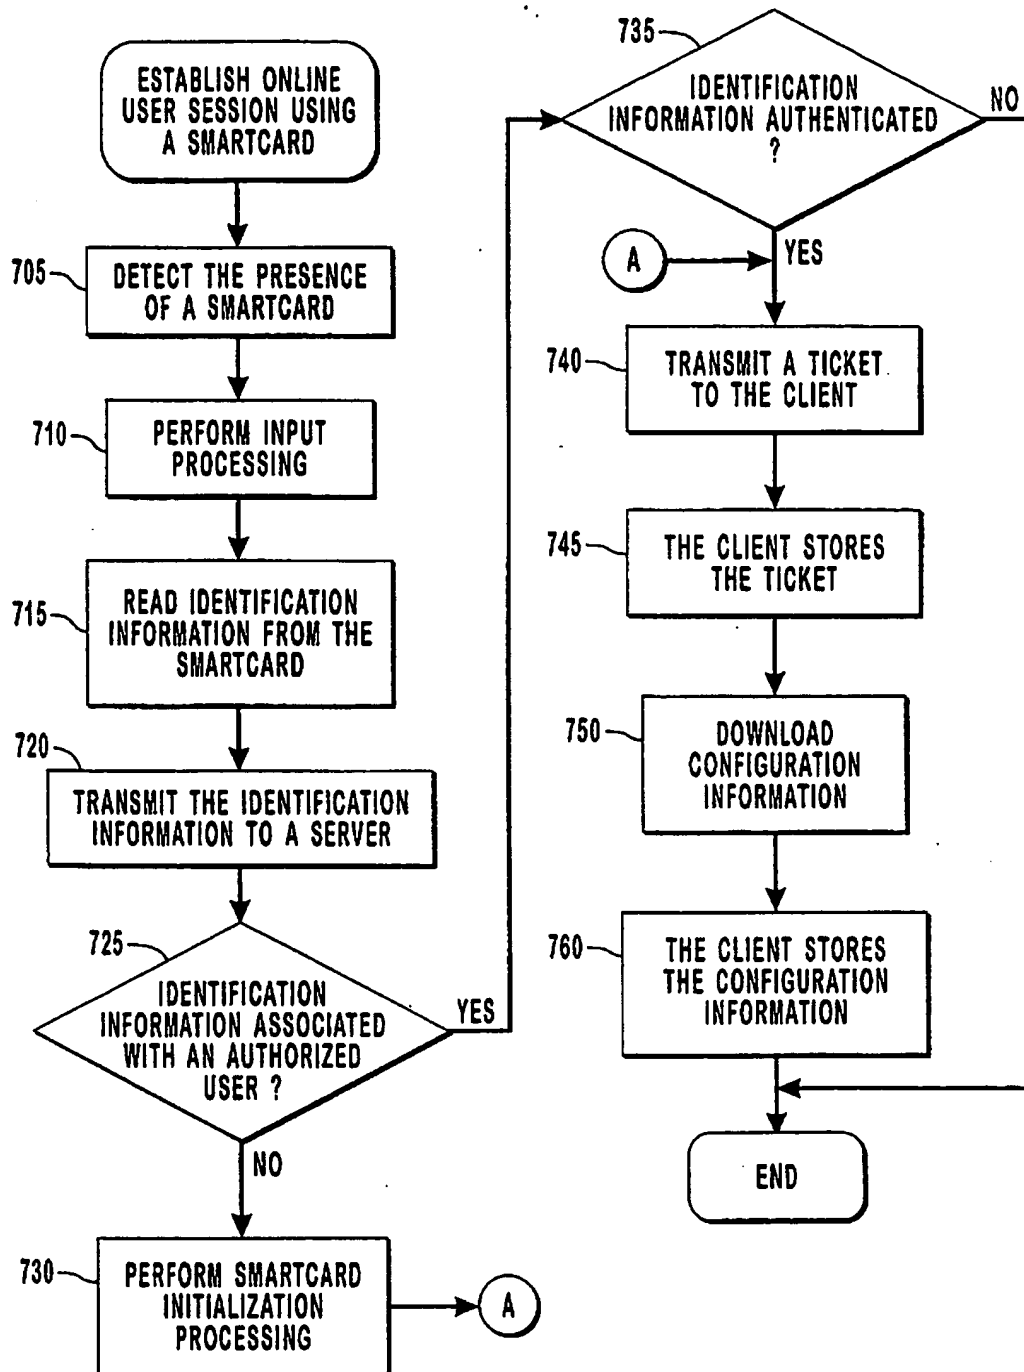 ESTABLISH ONLINE
USER SESSION USING
A SMARTCARD
705
DETECT THE PRESENCE
OF A SMARTCARD
710
PERFORM INPUT
PROCESSING
715
READ IDENTIFICATION
INFORMATION FROM THE
SMARTCARD
720
TRANSMIT THE IDENTIFICATION
INFORMATION TO A SERVER
725
IDENTIFICATION
INFORMATION ASSOCIATED
WITH AN AUTHORIZED
USER ?
YES
NO
730
PERFORM SMARTCARD
INITIALIZATION
PROCESSING
A
735
IDENTIFICATION
INFORMATION AUTHENTICATED
?
NO
YES
A
740
TRANSMIT A TICKET
TO THE CLIENT
745
THE CLIENT STORES
THE TICKET
750
DOWNLOAD
CONFIGURATION
INFORMATION
760
THE CLIENT STORES
THE CONFIGURATION
INFORMATION
END